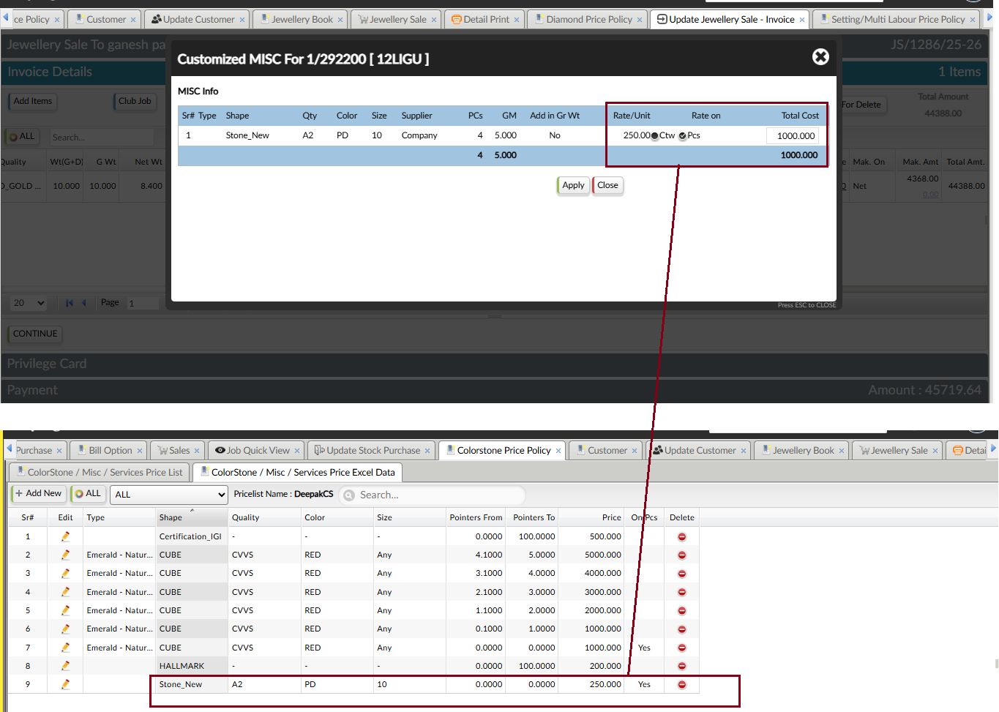 ce Policy × Customer × Update Customer × Jewellery Book × Jewellery Sale × Detail Print × Diamond Price Policy × Update Jewellery Sale - Invoice × Setting/Multi Labour Price Policy ×
Jewellery Sale To ganesh pa JS/1286/25-26
Customized MISC For 1/292200 [ 12LIGU ]
Invoice Details 1 Items
MISC Info
Add Items Club Job For Delete Total Amount
44388.00
Sr# Type Shape Qty Color Size Supplier PCs GM Add in Gr Wt Rate/Unit Rate on Total Cost
ALL Search...
1 Stone_New A2 PD 10 Company 4 5.000 No 250.00 Ctw Pcs 1000.000
4 5.000 1000.000
Quality Wt(G+D) G Wt Net Wt e Mak. On Mak. Amt Total Amt.
D_GOLD ... 10.000 10.000 8.400 0 Net 4368.00 44388.00
0.00
Apply Close
20 Page 1
Press ESC to CLOSE
CONTINUE
Privilege Card
Payment Amount : 45719.64
Purchase × Bill Option × Sales × Job Quick View × Update Stock Purchase × Colorstone Price Policy × Customer × Update Customer × Jewellery Book × Jewellery Sale × Detai
ColorStone / Misc / Services Price List ColorStone / Misc / Services Price Excel Data
+ Add New ALL ALL Pricelist Name : DeepakCS Search...
Sr# Edit Type Shape Quality Color Size Pointers From Pointers To Price On Pcs Delete
1 Certification_IGI - - - 0.0000 100.0000 500.000
2 Emerald - Natur... CUBE CVVS RED Any 4.1000 5.0000 5000.000
3 Emerald - Natur... CUBE CVVS RED Any 3.1000 4.0000 4000.000
4 Emerald - Natur... CUBE CVVS RED Any 2.1000 3.0000 3000.000
5 Emerald - Natur... CUBE CVVS RED Any 1.1000 2.0000 2000.000
6 Emerald - Natur... CUBE CVVS RED Any 0.1000 1.0000 1000.000
7 Emerald - Natur... CUBE CVVS RED Any 0.0000 0.0000 1000.000 Yes
8 HALLMARK - - - 0.0000 100.0000 200.000
9 Stone_New A2 PD 10 0.0000 0.0000 250.000 Yes